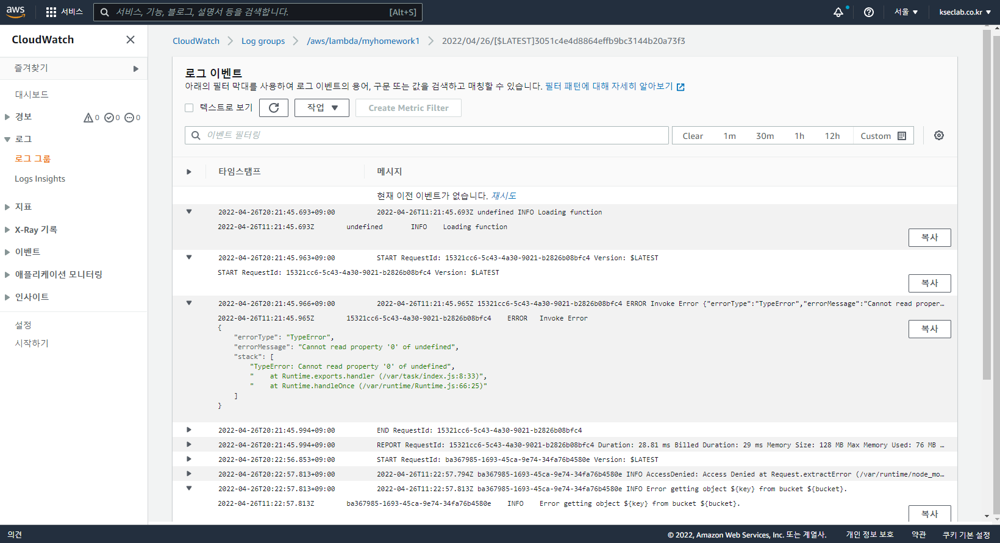 aws 서비스 서비스, 기능, 블로그, 설명서 등을 검색합니다. [Alt+S] 서울 ▼ kseclab.co.kr ▼
CloudWatch
즐겨찾기
대시보드
경보 0 0 0
로그
로그 그룹
Logs Insights
지표
X-Ray 기록
이벤트
애플리케이션 모니터링
인사이트
설정
시작하기
CloudWatch > Log groups > /aws/lambda/myhomework1 > 2022/04/26/[$LATEST]3051c4e4d8864effb9bc3144b20a73f3
로그 이벤트
아래의 필터 막대를 사용하여 로그 이벤트의 용어, 구문 또는 값을 검색하고 매칭할 수 있습니다. 필터 패턴에 대해 자세히 알아보기
텍스트로 보기 작업 ▼ Create Metric Filter
이벤트 필터링 Clear 1m 30m 1h 12h Custom
타임스탬프 메시지
현재 이전 이벤트가 없습니다. 재시도
2022-04-26T20:21:45.693+09:00 2022-04-26T11:21:45.693Z undefined INFO Loading function
2022-04-26T11:21:45.693Z undefined INFO Loading function
복사
2022-04-26T20:21:45.963+09:00 START RequestId: 15321cc6-5c43-4a30-9021-b2826b08bfc4 Version: $LATEST
START RequestId: 15321cc6-5c43-4a30-9021-b2826b08bfc4 Version: $LATEST
복사
2022-04-26T20:21:45.966+09:00 2022-04-26T11:21:45.965Z 15321cc6-5c43-4a30-9021-b2826b08bfc4 ERROR Invoke Error {"errorType":"TypeError","errorMessage":"Cannot read proper…
2022-04-26T11:21:45.965Z 15321cc6-5c43-4a30-9021-b2826b08bfc4 ERROR Invoke Error
복사
{
"errorType": "TypeError",
"errorMessage": "Cannot read property '0' of undefined",
"stack": [
"TypeError: Cannot read property '0' of undefined",
" at Runtime.exports.handler (/var/task/index.js:8:33)",
" at Runtime.handleOnce (/var/runtime/Runtime.js:66:25)"
]
}
2022-04-26T20:21:45.994+09:00 END RequestId: 15321cc6-5c43-4a30-9021-b2826b08bfc4
2022-04-26T20:21:45.994+09:00 REPORT RequestId: 15321cc6-5c43-4a30-9021-b2826b08bfc4 Duration: 28.81 ms Billed Duration: 29 ms Memory Size: 128 MB Max Memory Used: 76 MB …
2022-04-26T20:22:56.853+09:00 START RequestId: ba367985-1693-45ca-9e74-34fa76b4580e Version: $LATEST
2022-04-26T20:22:57.813+09:00 2022-04-26T11:22:57.794Z ba367985-1693-45ca-9e74-34fa76b4580e INFO AccessDenied: Access Denied at Request.extractError (/var/runtime/node_mo…
2022-04-26T20:22:57.813+09:00 2022-04-26T11:22:57.813Z ba367985-1693-45ca-9e74-34fa76b4580e INFO Error getting object ${key} from bucket ${bucket}.
2022-04-26T11:22:57.813Z ba367985-1693-45ca-9e74-34fa76b4580e INFO Error getting object ${key} from bucket ${bucket}.
복사
의견 © 2022, Amazon Web Services, Inc. 또는 계열사. 개인 정보 보호 약관 쿠키 기본 설정